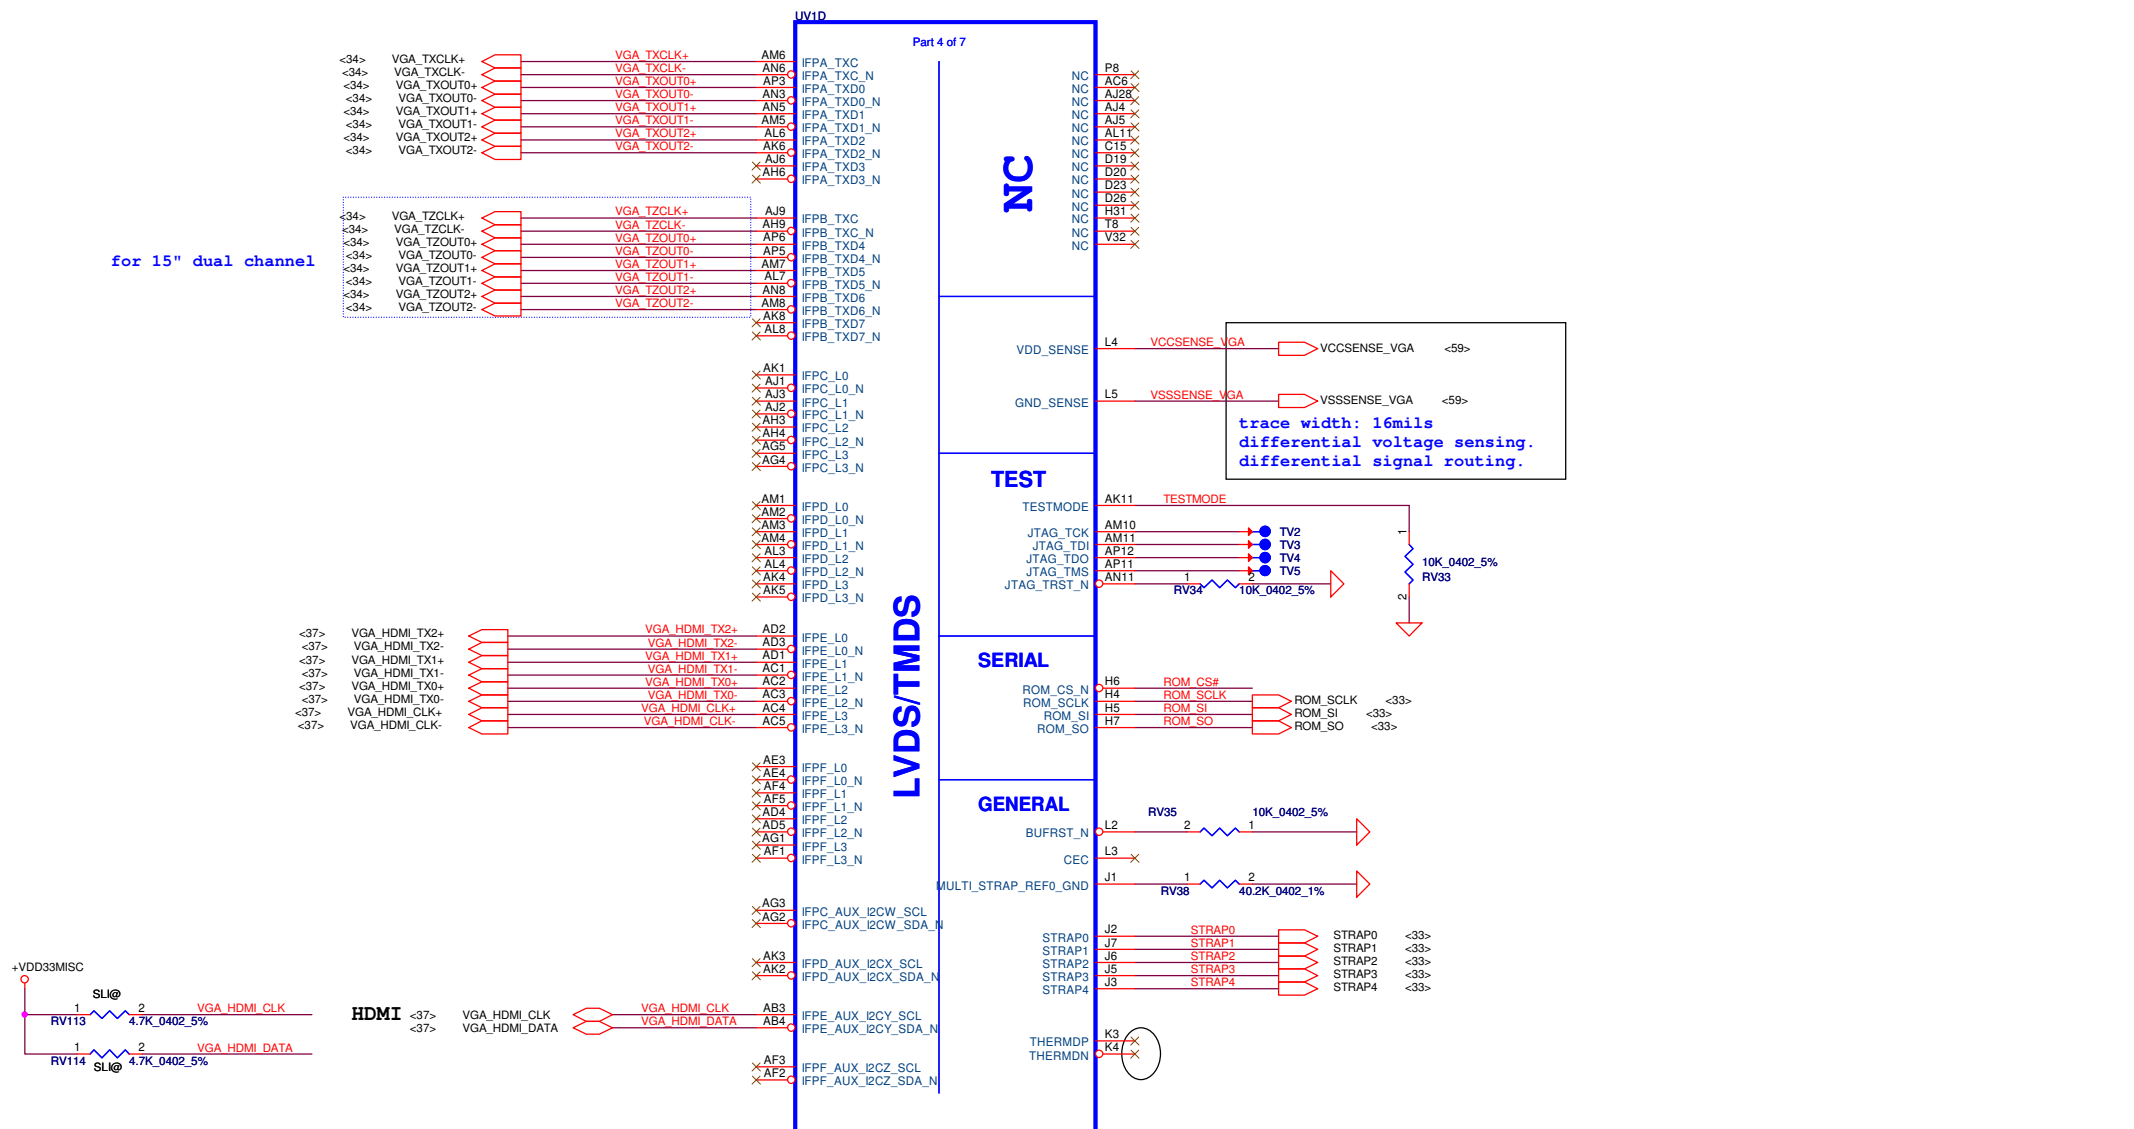 UV1D
Part 4 of 7
<34> VGA_TXCLK+ VGA_TXCLK+ AM6 IFPA_TXC
<34> VGA_TXCLK- VGA_TXCLK- AN6 IFPA_TXC_N
<34> VGA_TXOUT0+ VGA_TXOUT0+ AP3 IFPA_TXD0
<34> VGA_TXOUT0- VGA_TXOUT0- AN3 IFPA_TXD0_N
<34> VGA_TXOUT1+ VGA_TXOUT1+ AN5 IFPA_TXD1
<34> VGA_TXOUT1- VGA_TXOUT1- AM5 IFPA_TXD1_N
<34> VGA_TXOUT2+ VGA_TXOUT2+ AL6 IFPA_TXD2
<34> VGA_TXOUT2- VGA_TXOUT2- AK6 IFPA_TXD2_N
AJ6 IFPA_TXD3
AH6 IFPA_TXD3_N
for 15" dual channel
<34> VGA_TZCLK+ VGA_TZCLK+ AJ9 IFPB_TXC
<34> VGA_TZCLK- VGA_TZCLK- AH9 IFPB_TXC_N
<34> VGA_TZOUT0+ VGA_TZOUT0+ AP6 IFPB_TXD4
<34> VGA_TZOUT0- VGA_TZOUT0- AP5 IFPB_TXD4_N
<34> VGA_TZOUT1+ VGA_TZOUT1+ AM7 IFPB_TXD5
<34> VGA_TZOUT1- VGA_TZOUT1- AL7 IFPB_TXD5_N
<34> VGA_TZOUT2+ VGA_TZOUT2+ AN8 IFPB_TXD6
<34> VGA_TZOUT2- VGA_TZOUT2- AM8 IFPB_TXD6_N
AK8 IFPB_TXD7
AL8 IFPB_TXD7_N
AK1 IFPC_L0
AJ1 IFPC_L0_N
AJ3 IFPC_L1
AJ2 IFPC_L1_N
AH3 IFPC_L2
AH4 IFPC_L2_N
AG5 IFPC_L3
AG4 IFPC_L3_N
AM1 IFPD_L0
AM2 IFPD_L0_N
AM3 IFPD_L1
AM4 IFPD_L1_N
AL3 IFPD_L2
AL4 IFPD_L2_N
AK4 IFPD_L3
AK5 IFPD_L3_N
<37> VGA_HDMI_TX2+ VGA_HDMI_TX2+ AD2 IFPE_L0
<37> VGA_HDMI_TX2- VGA_HDMI_TX2- AD3 IFPE_L0_N
<37> VGA_HDMI_TX1+ VGA_HDMI_TX1+ AD1 IFPE_L1
<37> VGA_HDMI_TX1- VGA_HDMI_TX1- AC1 IFPE_L1_N
<37> VGA_HDMI_TX0+ VGA_HDMI_TX0+ AC2 IFPE_L2
<37> VGA_HDMI_TX0- VGA_HDMI_TX0- AC3 IFPE_L2_N
<37> VGA_HDMI_CLK+ VGA_HDMI_CLK+ AC4 IFPE_L3
<37> VGA_HDMI_CLK- VGA_HDMI_CLK- AC5 IFPE_L3_N
AE3 IFPF_L0
AE4 IFPF_L0_N
AF4 IFPF_L1
AF5 IFPF_L1_N
AD4 IFPF_L2
AD5 IFPF_L2_N
AG1 IFPF_L3
AF1 IFPF_L3_N
AG3 IFPC_AUX_I2CW_SCL
AG2 IFPC_AUX_I2CW_SDA_N
AK3 IFPD_AUX_I2CX_SCL
AK2 IFPD_AUX_I2CX_SDA_N
HDMI
<37> VGA_HDMI_CLK VGA_HDMI_CLK AB3 IFPE_AUX_I2CY_SCL
<37> VGA_HDMI_DATA VGA_HDMI_DATA AB4 IFPE_AUX_I2CY_SDA_N
AF3 IFPF_AUX_I2CZ_SCL
AF2 IFPF_AUX_I2CZ_SDA_N
+VDD33MISC
SLI@
1 2 VGA_HDMI_CLK
RV113 4.7K_0402_5%
1 2 VGA_HDMI_DATA
RV114 4.7K_0402_5%
SLI@
LVDS/TMDS
NC
NC P8
NC AC6
NC AJ28
NC AJ4
NC AJ5
NC AL11
NC C15
NC D19
NC D20
NC D23
NC D26
NC H31
NC T8
NC V32
VDD_SENSE L4 VCCSENSE_VGA VCCSENSE_VGA <59>
GND_SENSE L5 VSSSENSE_VGA VSSSENSE_VGA <59>
trace width: 16mils
differential voltage sensing.
differential signal routing.
TEST
TESTMODE AK11 TESTMODE
JTAG_TCK AM10 TV2
JTAG_TDI AM11 TV3
JTAG_TDO AP12 TV4
JTAG_TMS AP11 TV5
JTAG_TRST_N AN11 1 2
RV34 10K_0402_5%
1
10K_0402_5%
RV33
2
SERIAL
ROM_CS_N H6 ROM_CS#
ROM_SCLK H4 ROM_SCLK ROM_SCLK <33>
ROM_SI H5 ROM_SI ROM_SI <33>
ROM_SO H7 ROM_SO ROM_SO <33>
GENERAL
RV35 10K_0402_5%
BUFRST_N L2 2 1
CEC L3
MULTI_STRAP_REF0_GND J1 1 2
RV38 40.2K_0402_1%
STRAP0 J2 STRAP0 STRAP0 <33>
STRAP1 J7 STRAP1 STRAP1 <33>
STRAP2 J6 STRAP2 STRAP2 <33>
STRAP3 J5 STRAP3 STRAP3 <33>
STRAP4 J3 STRAP4 STRAP4 <33>
THERMDP K3
THERMDN K4